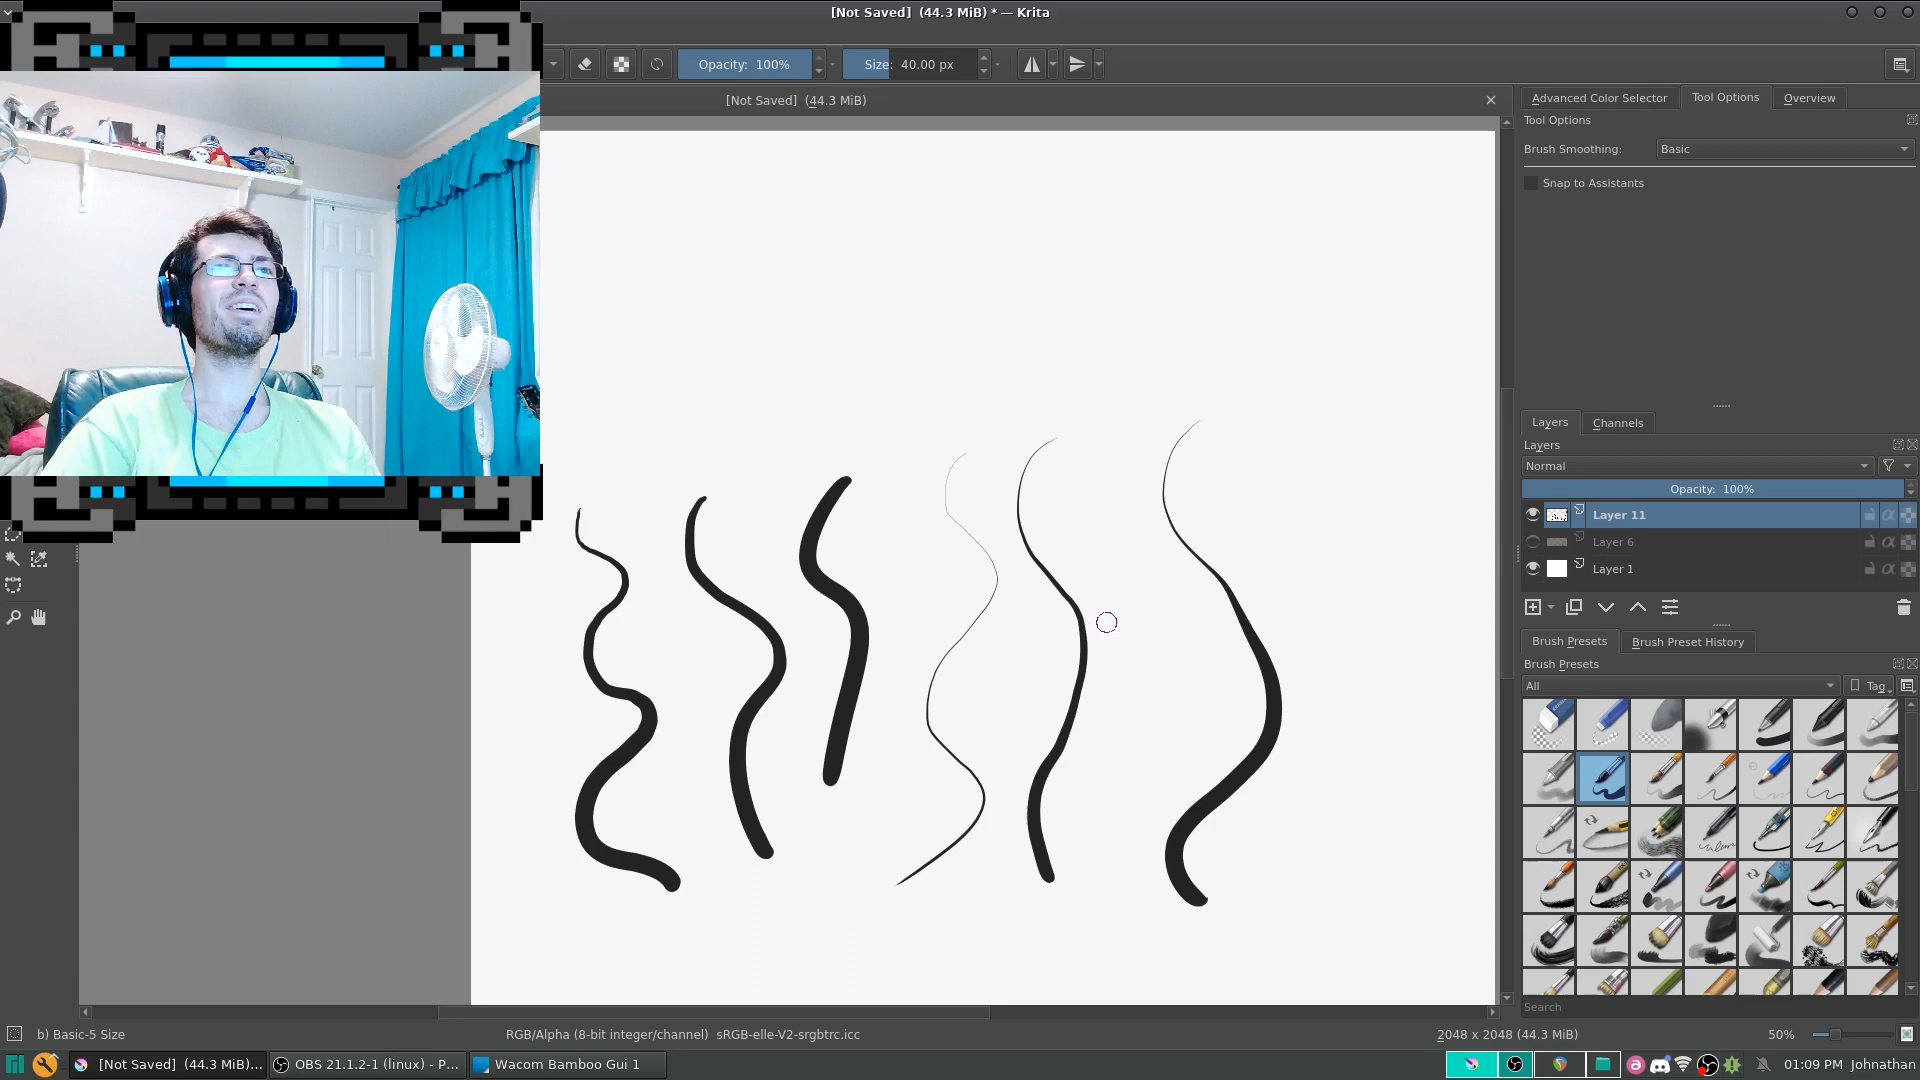 [Not Saved]  (44.3 MiB) * — Krita
Opacity: 100%
Size: 40.00 px
[Not Saved]  (44.3 MiB)
Advanced Color Selector
Tool Options
Overview
Tool Options
Brush Smoothing:
Basic
Snap to Assistants
Layers
Channels
Layers
Normal
Opacity: 100%
Layer 11
Layer 6
Layer 1
Brush Presets
Brush Preset History
Brush Presets
All
Tag
Search
b) Basic-5 Size
RGB/Alpha (8-bit integer/channel)  sRGB-elle-V2-srgbtrc.icc
2048 x 2048 (44.3 MiB)
50%
[Not Saved]  (44.3 MiB)...
OBS 21.1.2-1 (linux) - P...
Wacom Bamboo Gui 1
01:09 PM
Johnathan